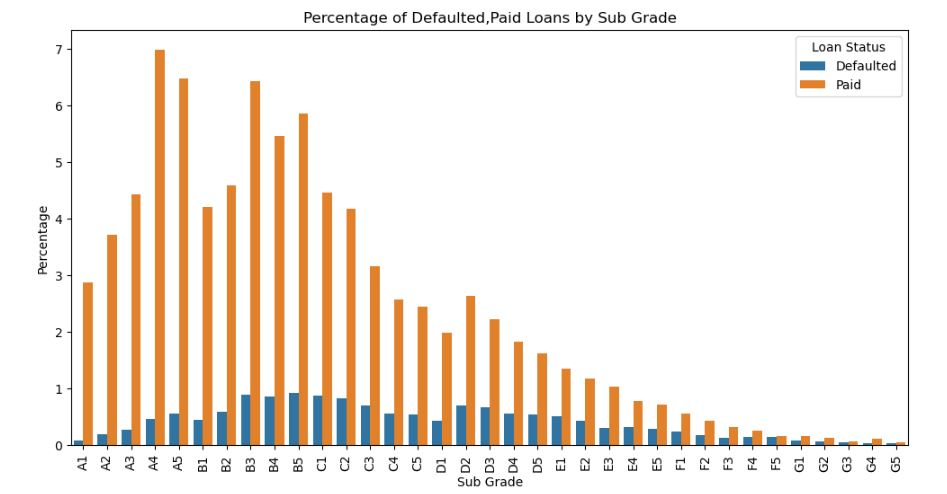 Percentage of Defaulted,Paid Loans by Sub Grade
Loan Status
Defaulted
Paid
Percentage
7
6
5
4
3
2
1
0
A1 A2 A3 A4 A5 B1 B2 B3 B4 B5 C1 C2 C3 C4 C5 D1 D2 D3 D4 D5 E1 E2 E3 E4 E5 F1 F2 F3 F4 F5 G1 G2 G3 G4 G5
Sub Grade